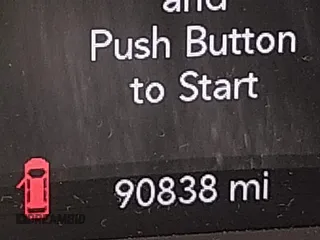 and
Push Button
to Start
90838 mi